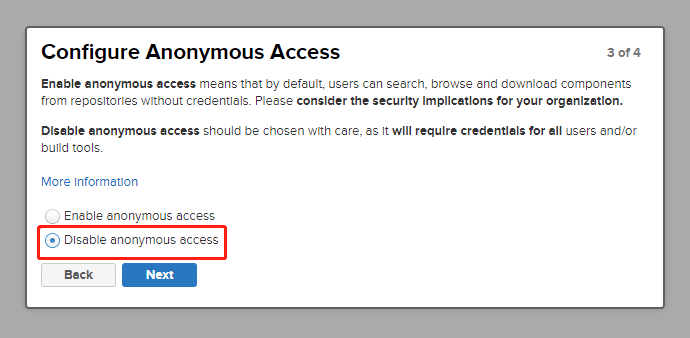 Configure Anonymous Access
3 of 4
Enable anonymous access means that by default, users can search, browse and download components
from repositories without credentials. Please consider the security implications for your organization.
Disable anonymous access should be chosen with care, as it will require credentials for all users and/or
build tools.
More information
Enable anonymous access
Disable anonymous access
Back
Next